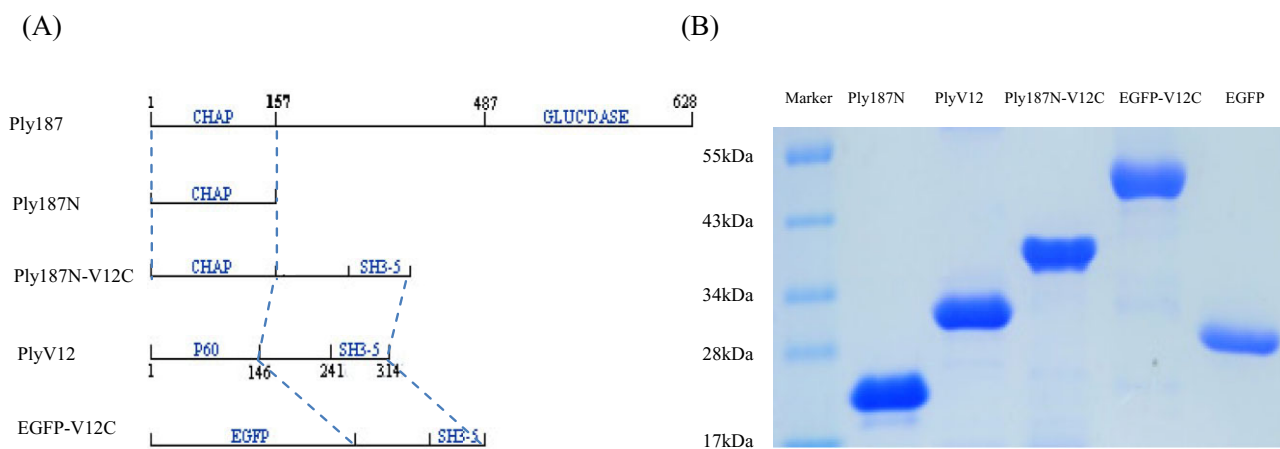 (A)
(B)
1 157 487 628
Ply187 CHAP GLUC'DASE
Ply187N CHAP
Ply187N-V12C CHAP SH3-5
PlyV12 P60 SH3-5
1 146 241 314
EGFP-V12C EGFP SH3-5
Marker Ply187N PlyV12 Ply187N-V12C EGFP-V12C EGFP
55kDa
43kDa
34kDa
28kDa
17kDa